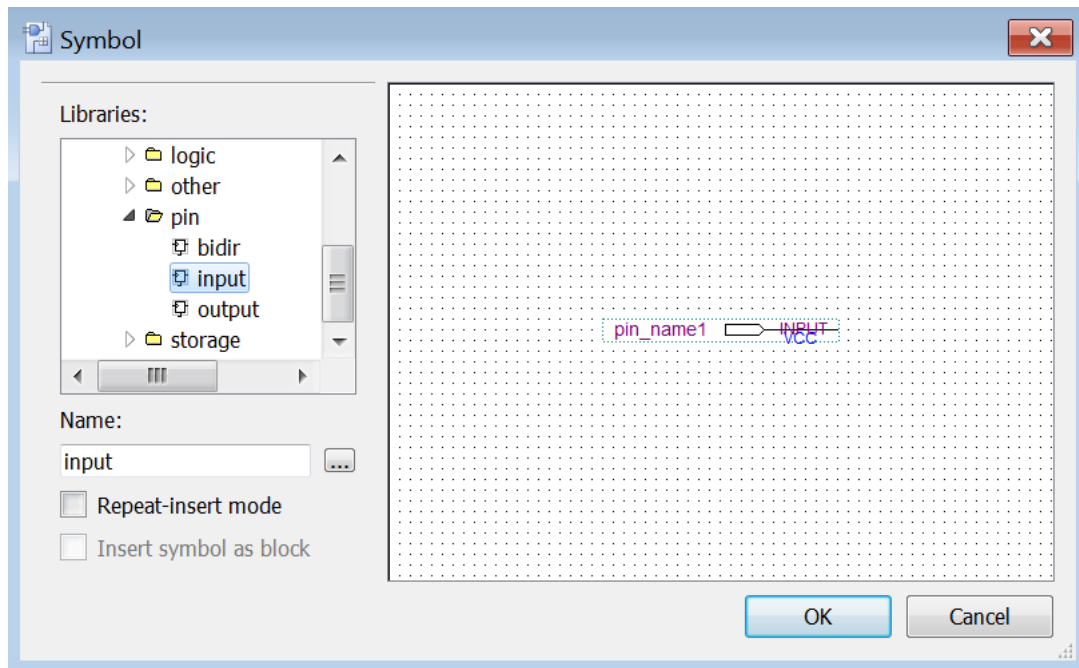 Symbol
Libraries:
logic
other
pin
bidir
input
output
storage
Name:
input
...
Repeat-insert mode
Insert symbol as block
pin_name1 INPUT
VCC
OK Cancel